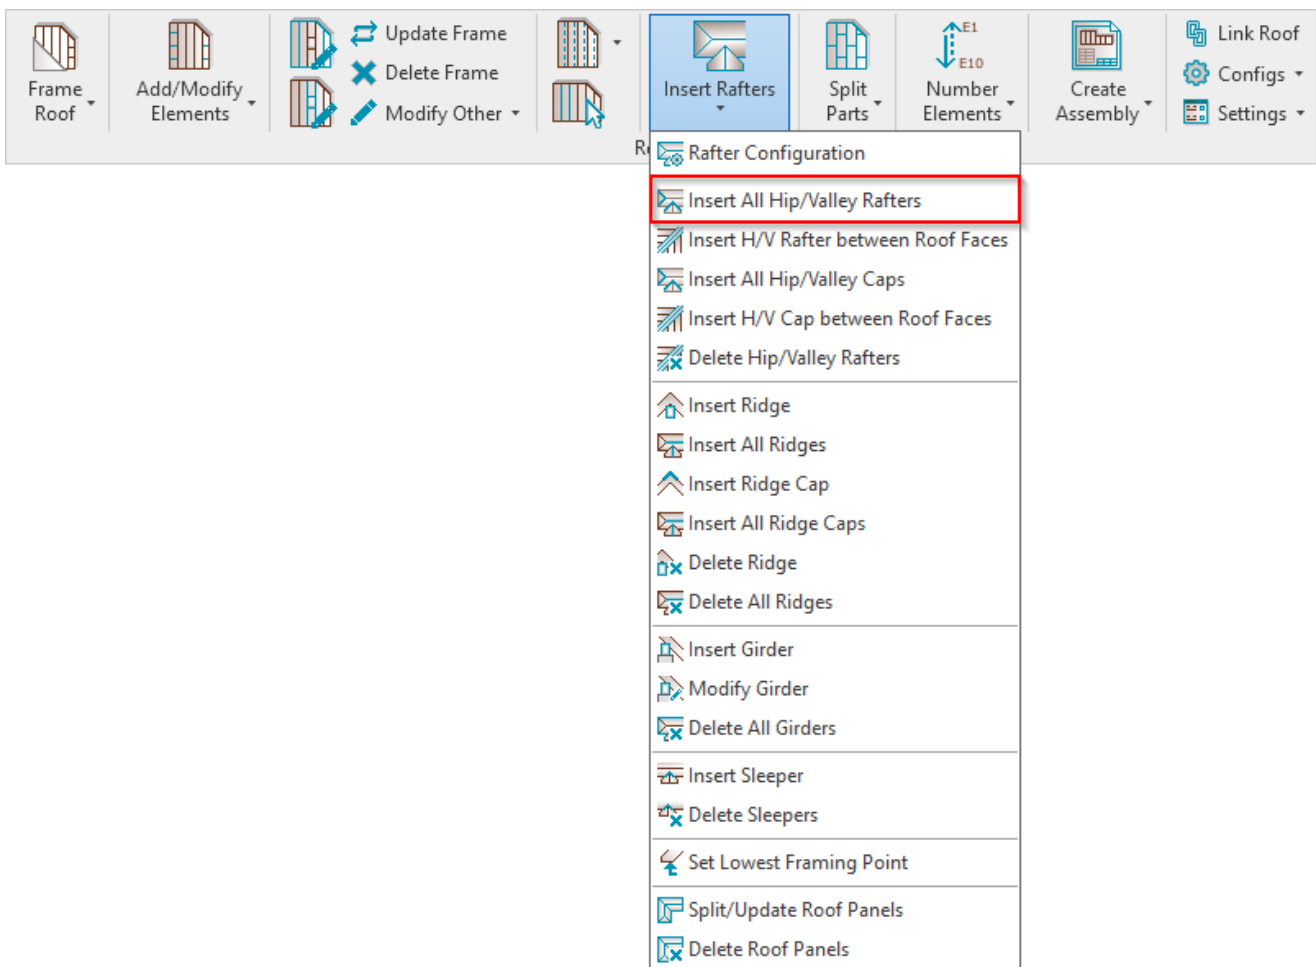 Frame
Roof
Add/Modify
Elements
Update Frame
Delete Frame
Modify Other
Insert Rafters
Split
Parts
E1
E10
Number
Elements
Create
Assembly
Link Roof
Configs
Settings
Rafter Configuration
Insert All Hip/Valley Rafters
Insert H/V Rafter between Roof Faces
Insert All Hip/Valley Caps
Insert H/V Cap between Roof Faces
Delete Hip/Valley Rafters
Insert Ridge
Insert All Ridges
Insert Ridge Cap
Insert All Ridge Caps
Delete Ridge
Delete All Ridges
Insert Girder
Modify Girder
Delete All Girders
Insert Sleeper
Delete Sleepers
Set Lowest Framing Point
Split/Update Roof Panels
Delete Roof Panels